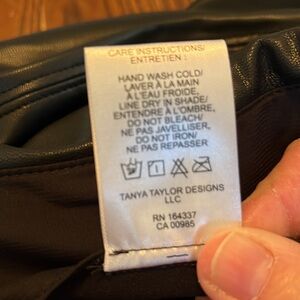 CARE INSTRUCTIONS/
ENTRETIEN :
HAND WASH COLD/
LAVER À LA MAIN
À L'EAU FROIDE,
LINE DRY IN SHADE/
ENTENDRE À L'OMBRE,
DO NOT BLEACH/
NE PAS JAVELLISER,
DO NOT IRON/
NE PAS REPASSER
TANYA TAYLOR DESIGNS
LLC
RN 164337
CA 00985